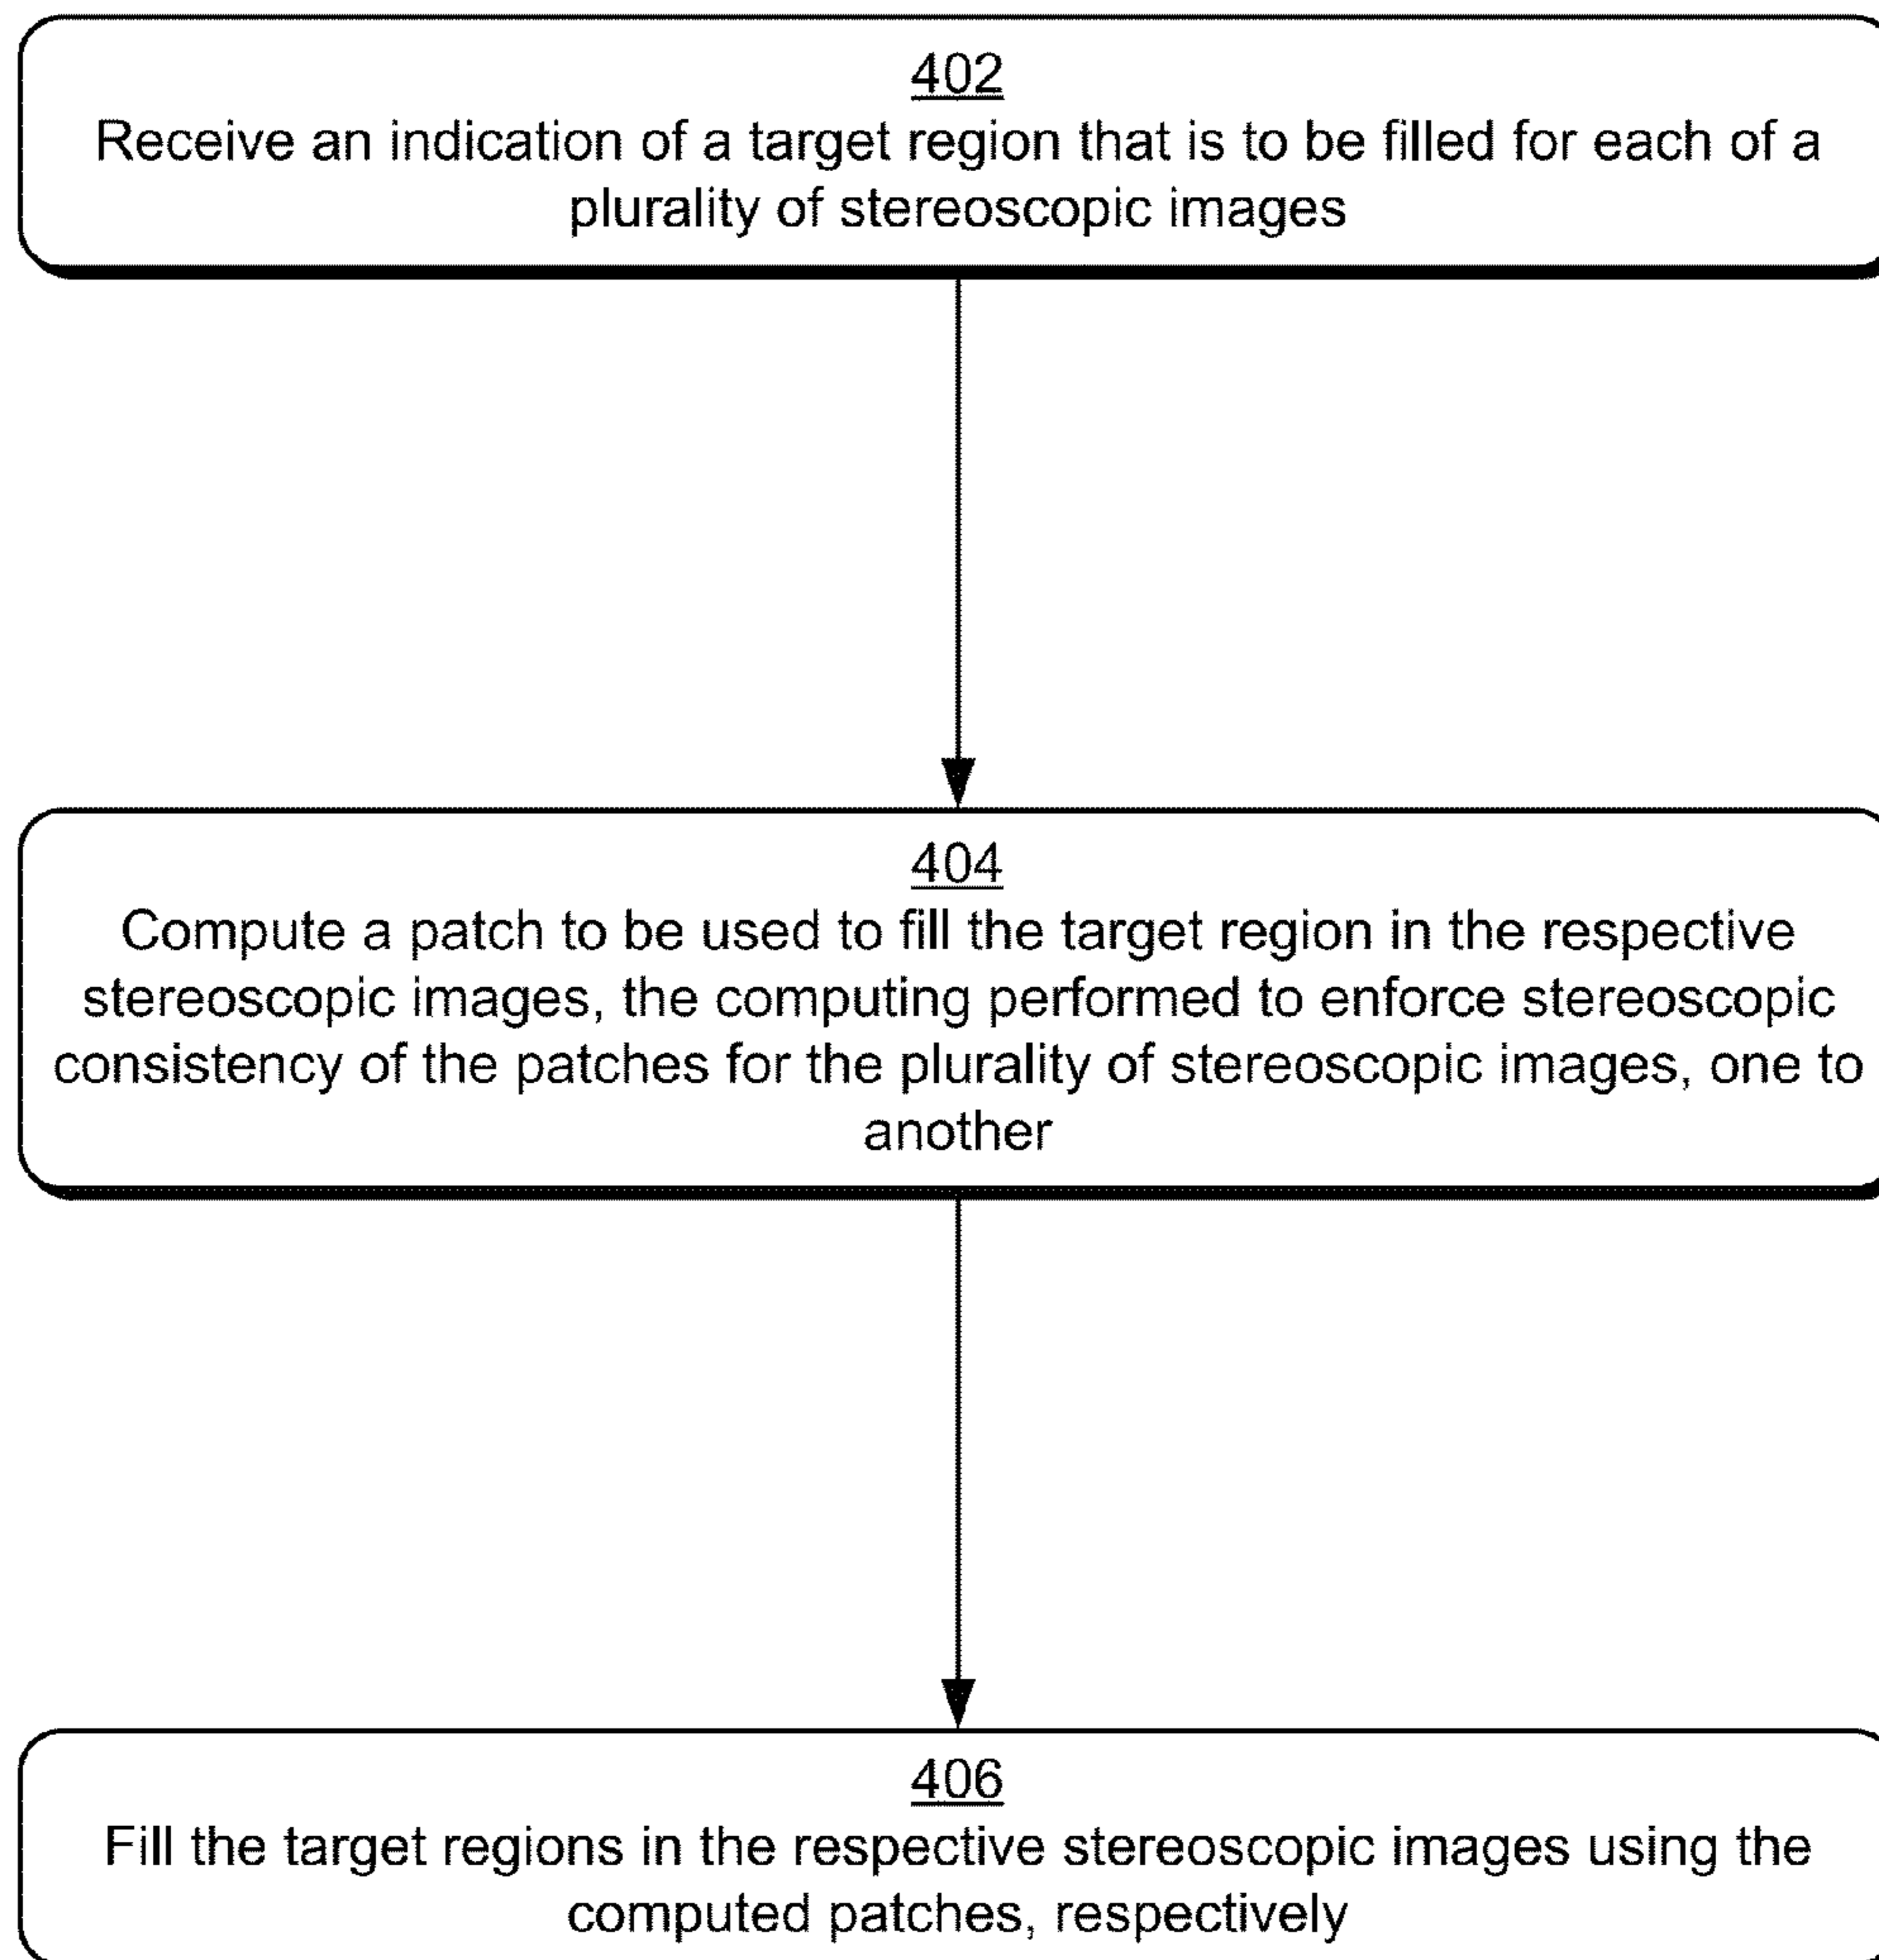 402
Receive an indication of a target region that is to be filled for each of a
plurality of stereoscopic images
404
Compute a patch to be used to fill the target region in the respective
stereoscopic images, the computing performed to enforce stereoscopic
consistency of the patches for the plurality of stereoscopic images, one to
another
406
Fill the target regions in the respective stereoscopic images using the
computed patches, respectively